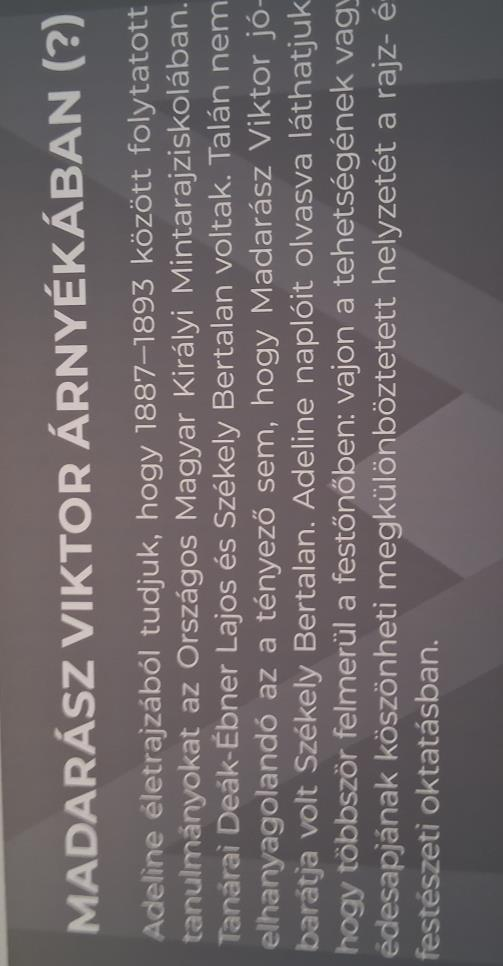 MADARÁSZ VIKTOR ÁRNYÉKÁBAN (?)
Adeline életrajzából tudjuk, hogy 1887–1893 között folytatott
tanulmányokat az Országos Magyar Királyi Mintarajziskolában.
Tanárai Deák-Ébner Lajos és Székely Bertalan voltak. Talán nem
elhanyagolandó az a tényező sem, hogy Madarász Viktor jó-
barátja volt Székely Bertalan. Adeline naplóit olvasva láthatjuk
hogy többször felmerül a festőnőben: vajon a tehetségének vagy
édesapjának köszönheti megkülönböztetett helyzetét a rajz- é
festészeti oktatásban.